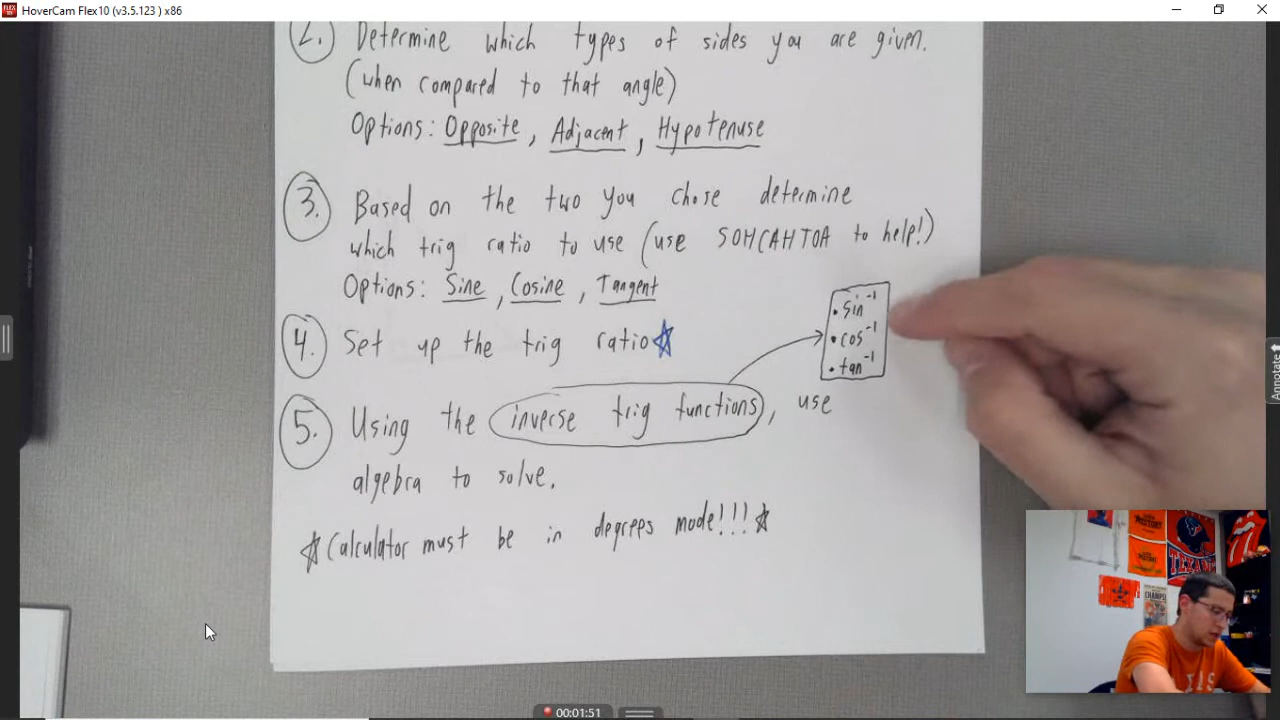 HoverCam Flex10 (v3.5.123 ) x86
2. Determine which types of sides you are given.
(when compared to that angle)
Options: Opposite, Adjacent, Hypotenuse
3. Based on the two you chose determine
which trig ratio to use (use SOHCAHTOA to help!)
Options: Sine, Cosine, Tangent
• sin⁻¹
• cos⁻¹
• tan⁻¹
4. Set up the trig ratio☆
5. Using the inverse trig functions, use
algebra to solve.
☆Calculator must be in degrees mode!!!☆
Annotate
TEXANS
00:01:51